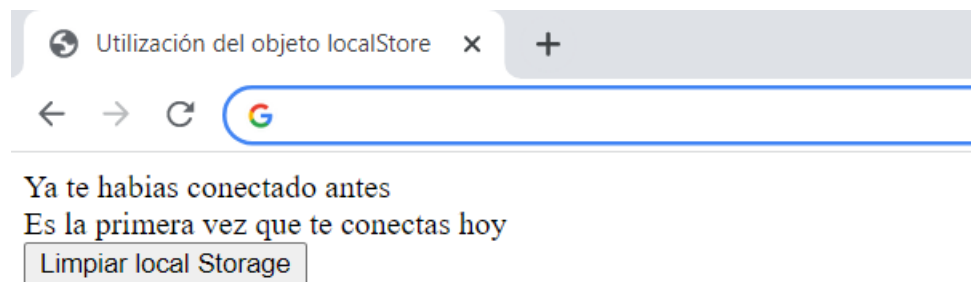 Utilización del objeto localStore
Ya te habias conectado antes
Es la primera vez que te conectas hoy
Limpiar local Storage